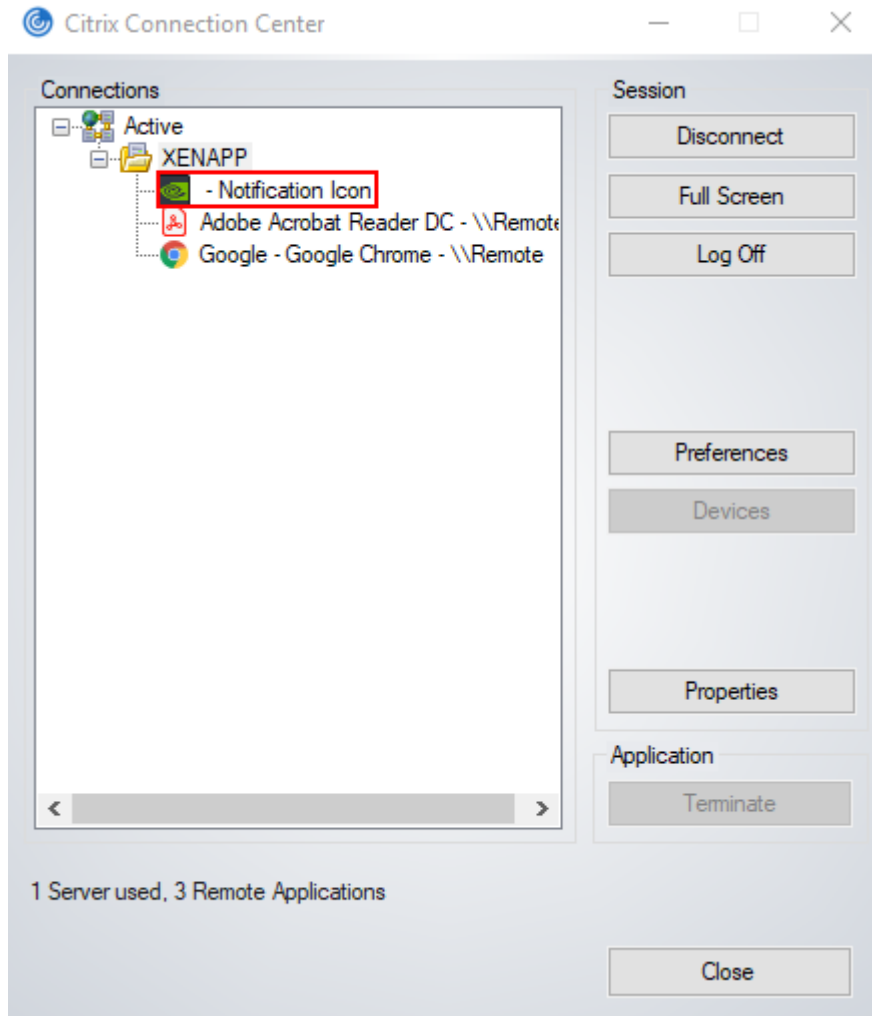 Citrix Connection Center
Connections
Active
XENAPP
- Notification Icon
Adobe Acrobat Reader DC - \\Remote
Google - Google Chrome - \\Remote
Session
Disconnect
Full Screen
Log Off
Preferences
Devices
Properties
Application
Terminate
1 Server used, 3 Remote Applications
Close